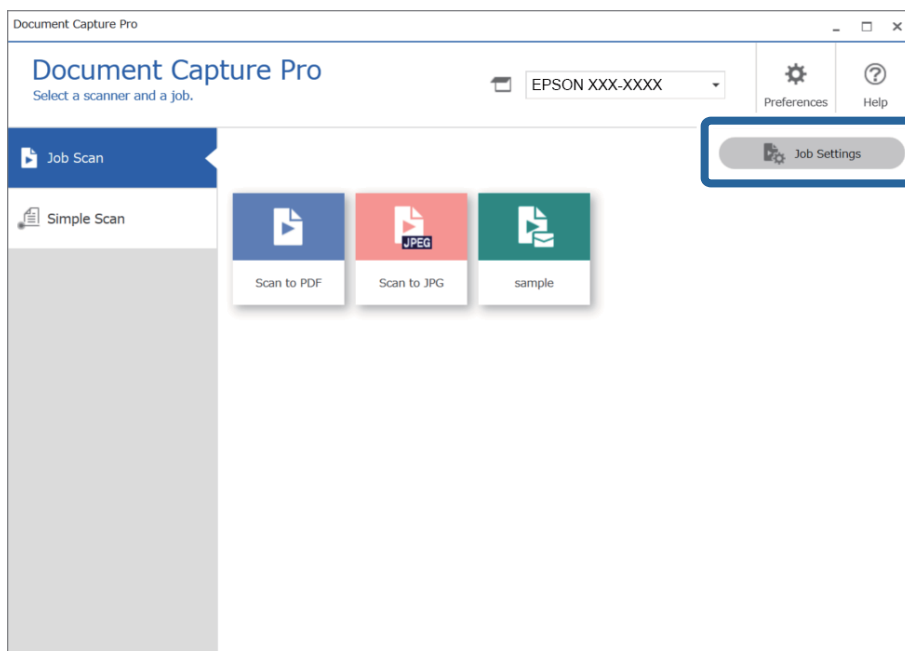 Document Capture Pro
Document Capture Pro
Select a scanner and a job.
EPSON XXX-XXXX
Preferences
Help
Job Scan
Job Settings
Simple Scan
JPEG
Scan to PDF
Scan to JPG
sample